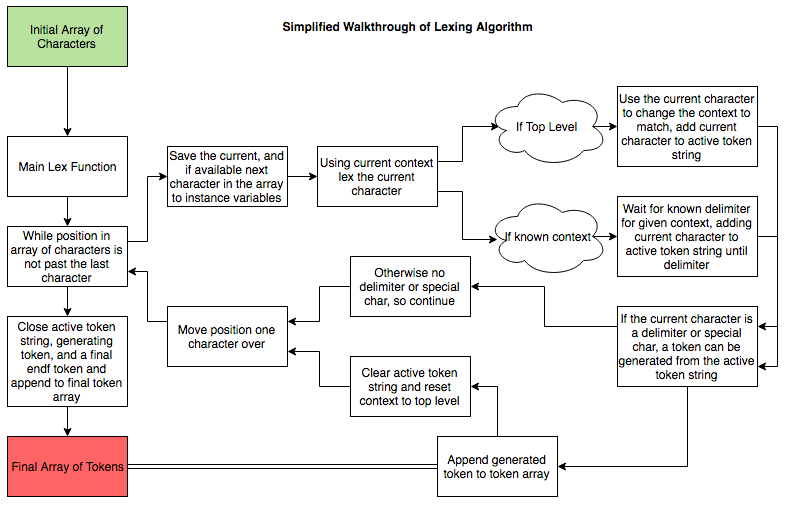 Simplified Walkthrough of Lexing Algorithm
Initial Array of
Characters
Main Lex Function
While position in
array of characters is
not past the last
character
Save the current, and
if available next
character in the array
to instance variables
Using current context
lex the current
character
If Top Level
Use the current character
to change the context to
match, add current
character to active token
string
If known context
Wait for known delimiter
for given context, adding
current character to
active token string until
delimiter
If the current character is
a delimiter or special
char, a token can be
generated from the active
token string
Otherwise no
delimiter or special
char, so continue
Move position one
character over
Clear active token
string and reset
context to top level
Append generated
token to token array
Close active token
string, generating
token, and a final
endf token and
append to final token
array
Final Array of Tokens